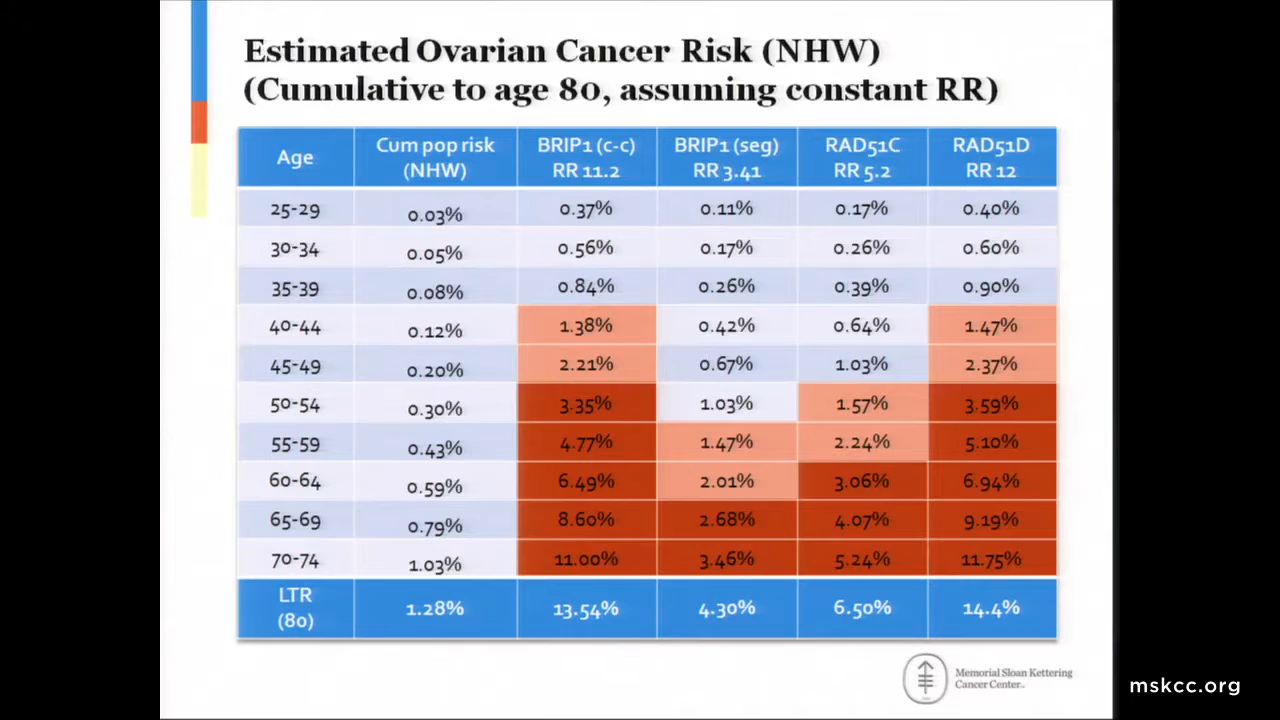 Estimated Ovarian Cancer Risk (NHW)
(Cumulative to age 80, assuming constant RR)
Age Cum pop risk (NHW) BRIP1 (c-c) RR 11.2 BRIP1 (seg) RR 3.41 RAD51C RR 5.2 RAD51D RR 12
25-29 0.03% 0.37% 0.11% 0.17% 0.40%
30-34 0.05% 0.56% 0.17% 0.26% 0.60%
35-39 0.08% 0.84% 0.26% 0.39% 0.90%
40-44 0.12% 1.38% 0.42% 0.64% 1.47%
45-49 0.20% 2.21% 0.67% 1.03% 2.37%
50-54 0.30% 3.35% 1.03% 1.57% 3.59%
55-59 0.43% 4.77% 1.47% 2.24% 5.10%
60-64 0.59% 6.49% 2.01% 3.06% 6.94%
65-69 0.79% 8.60% 2.68% 4.07% 9.19%
70-74 1.03% 11.00% 3.46% 5.24% 11.75%
LTR (80) 1.28% 13.54% 4.30% 6.50% 14.4%
Memorial Sloan Kettering
Cancer Center™
mskcc.org